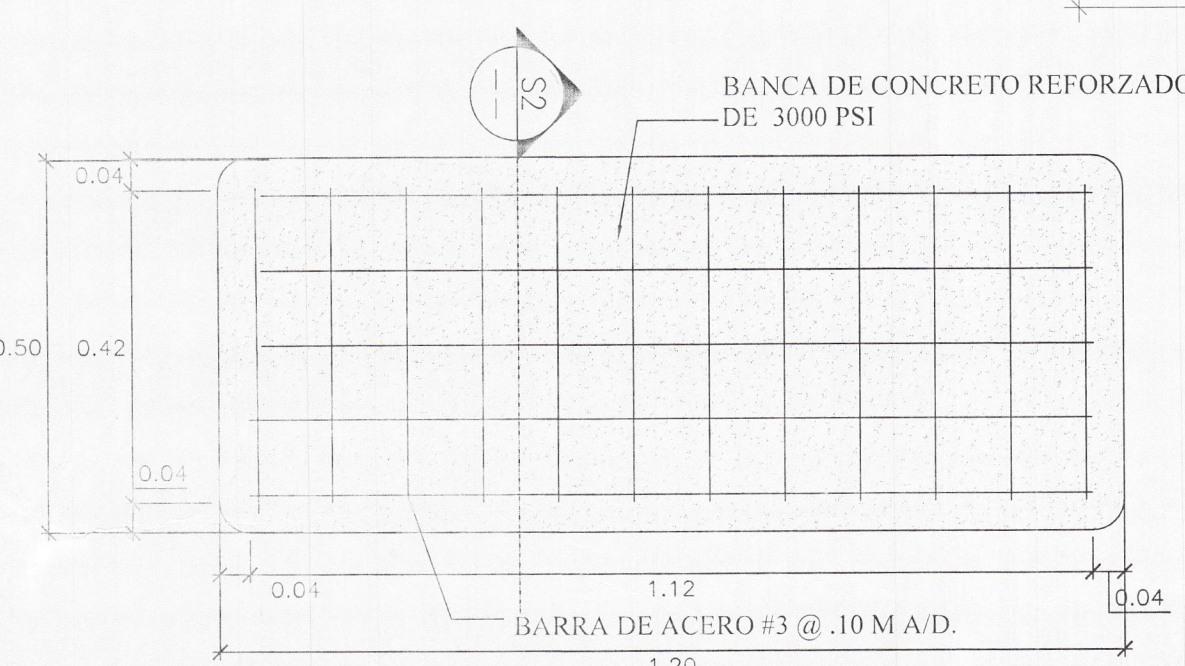 S2
BANCA DE CONCRETO REFORZADO
DE 3000 PSI
0.04
0.50
0.42
0.04
0.04
1.12
0.04
BARRA DE ACERO #3 @ .10 M A/D.
1.20